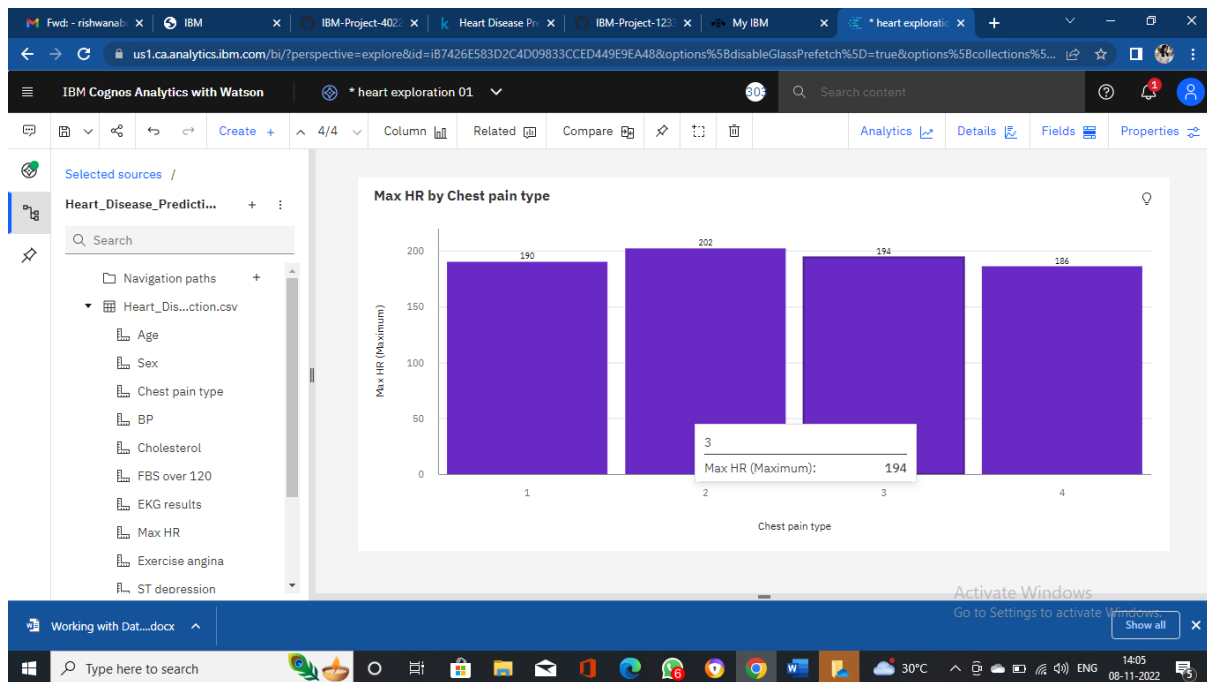 Fwd: - rishwanab
IBM
IBM-Project-4022
Heart Disease Pre
IBM-Project-1233
My IBM
* heart exploratio
us1.ca.analytics.ibm.com/bi/?perspective=explore&id=iB7426E583D2C4D09833CCED449E9EA48&options%5BdisableGlassPrefetch%5D=true&options%5Bcollections%5...
IBM Cognos Analytics with Watson
* heart exploration 01
303
Search content
1
Create +
4/4
Column
Related
Compare
Analytics
Details
Fields
Properties
Selected sources /
Heart_Disease_Predicti...
Search
Navigation paths
Heart_Dis...ction.csv
Age
Sex
Chest pain type
BP
Cholesterol
FBS over 120
EKG results
Max HR
Exercise angina
ST depression
Max HR by Chest pain type
Max HR (Maximum)
200
150
100
50
0
190
202
194
186
3
Max HR (Maximum): 194
1
2
3
4
Chest pain type
Activate Windows
Go to Settings to activate Windows.
Working with Dat....docx
Show all
Type here to search
6
30°C
ENG
14:05
08-11-2022
5